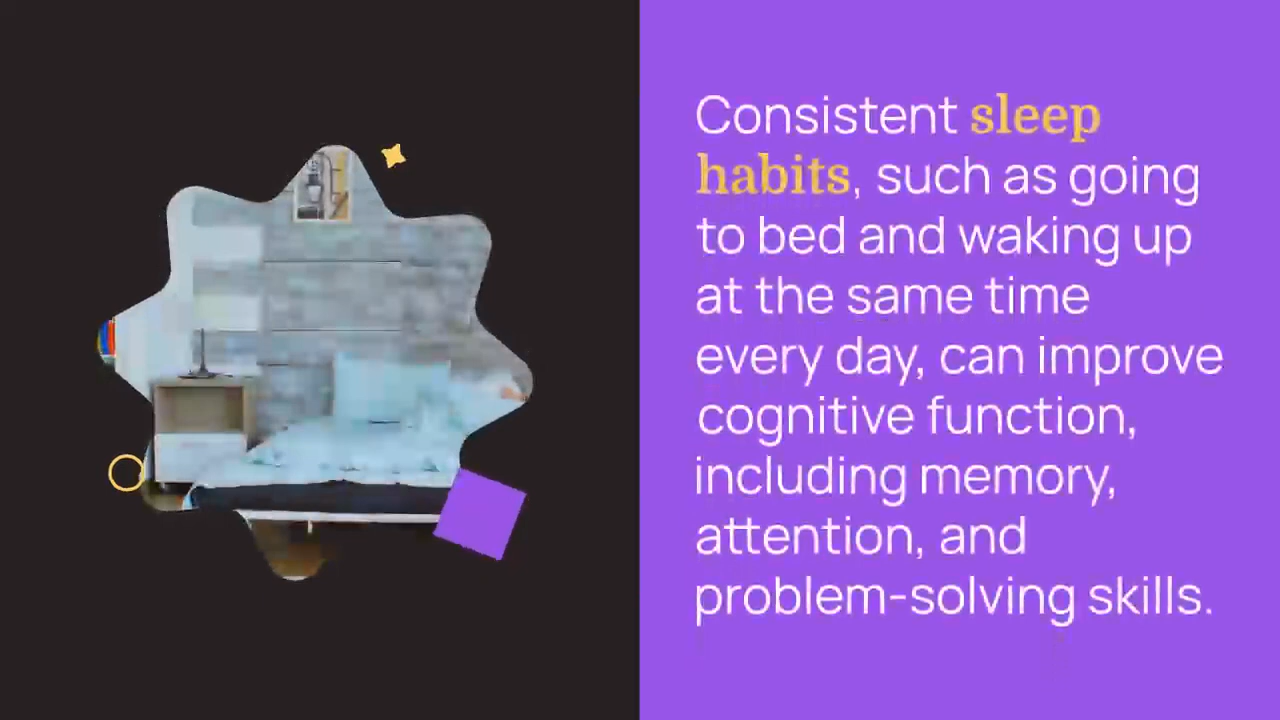 Consistent sleep
habits, such as going
to bed and waking up
at the same time
every day, can improve
cognitive function,
including memory,
attention, and
problem-solving skills.